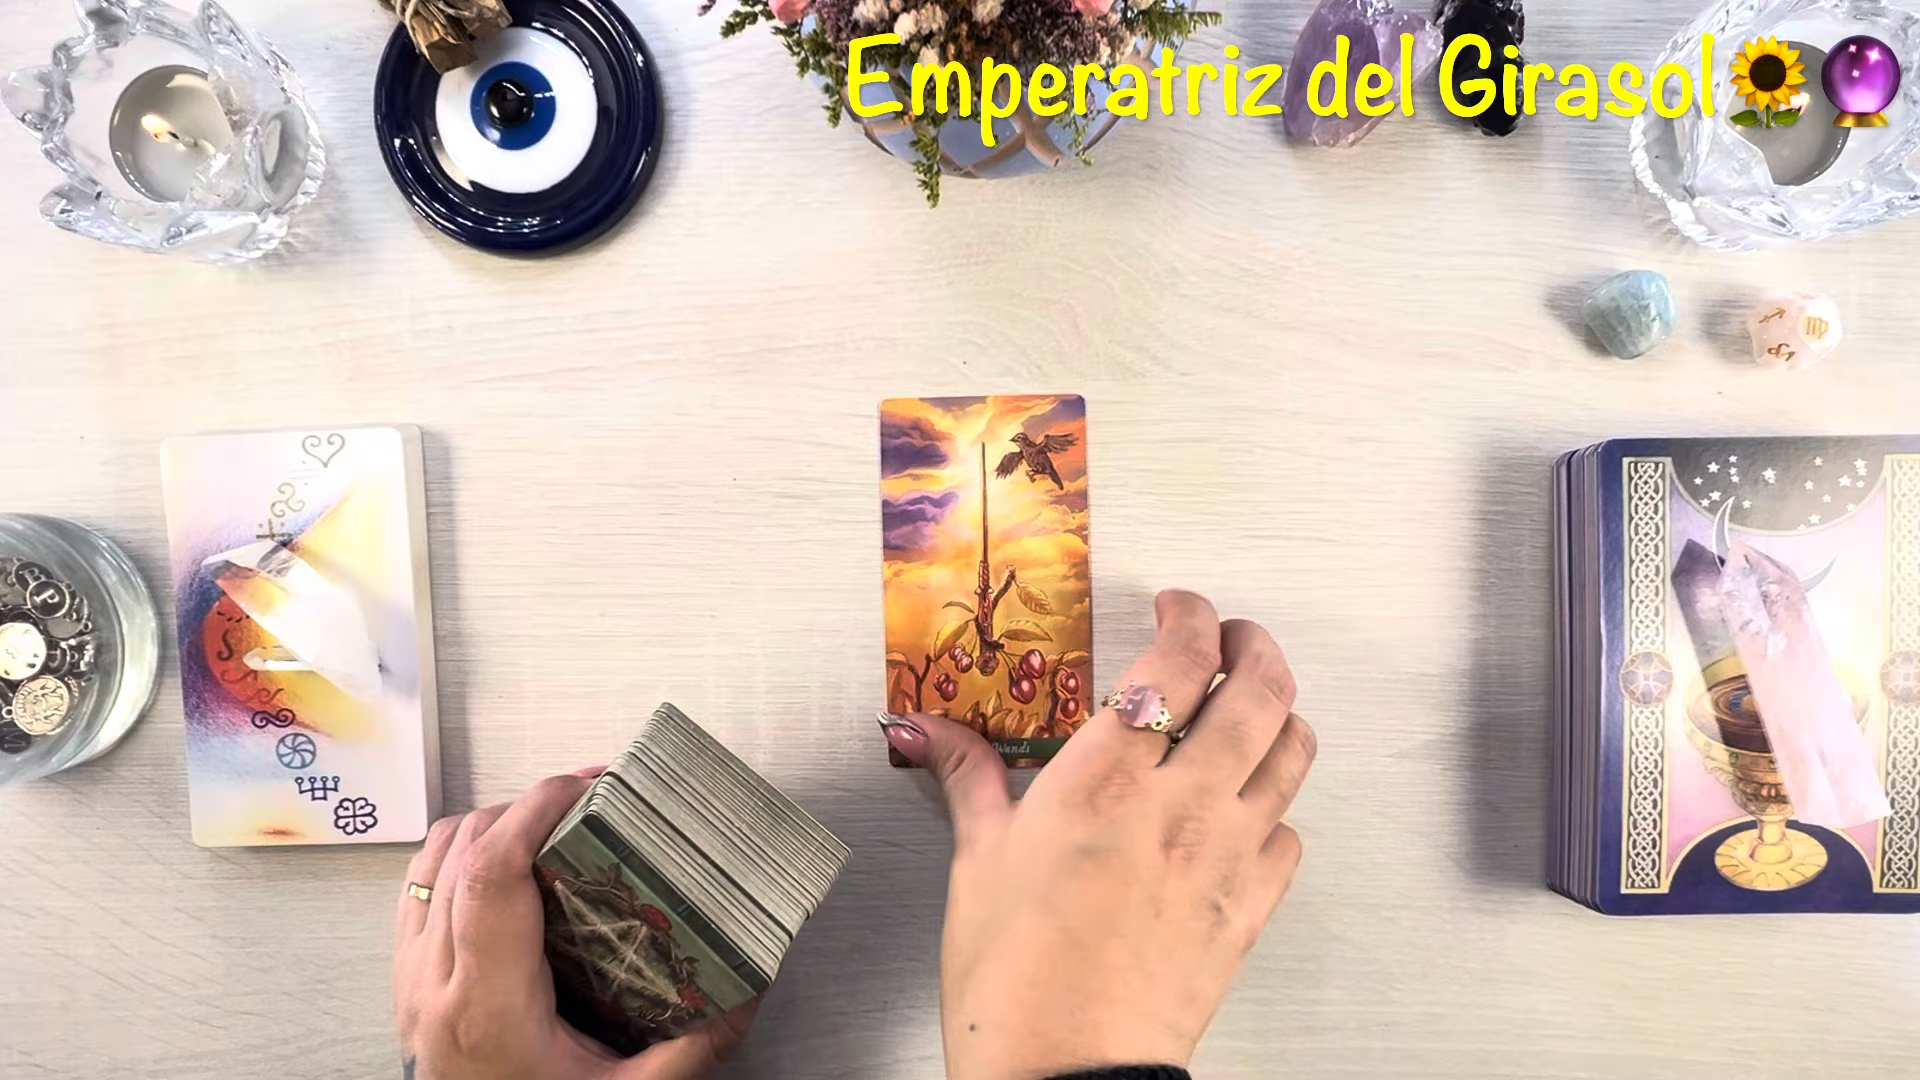 Emperatriz del Girasol🌻🔮
P
Wands